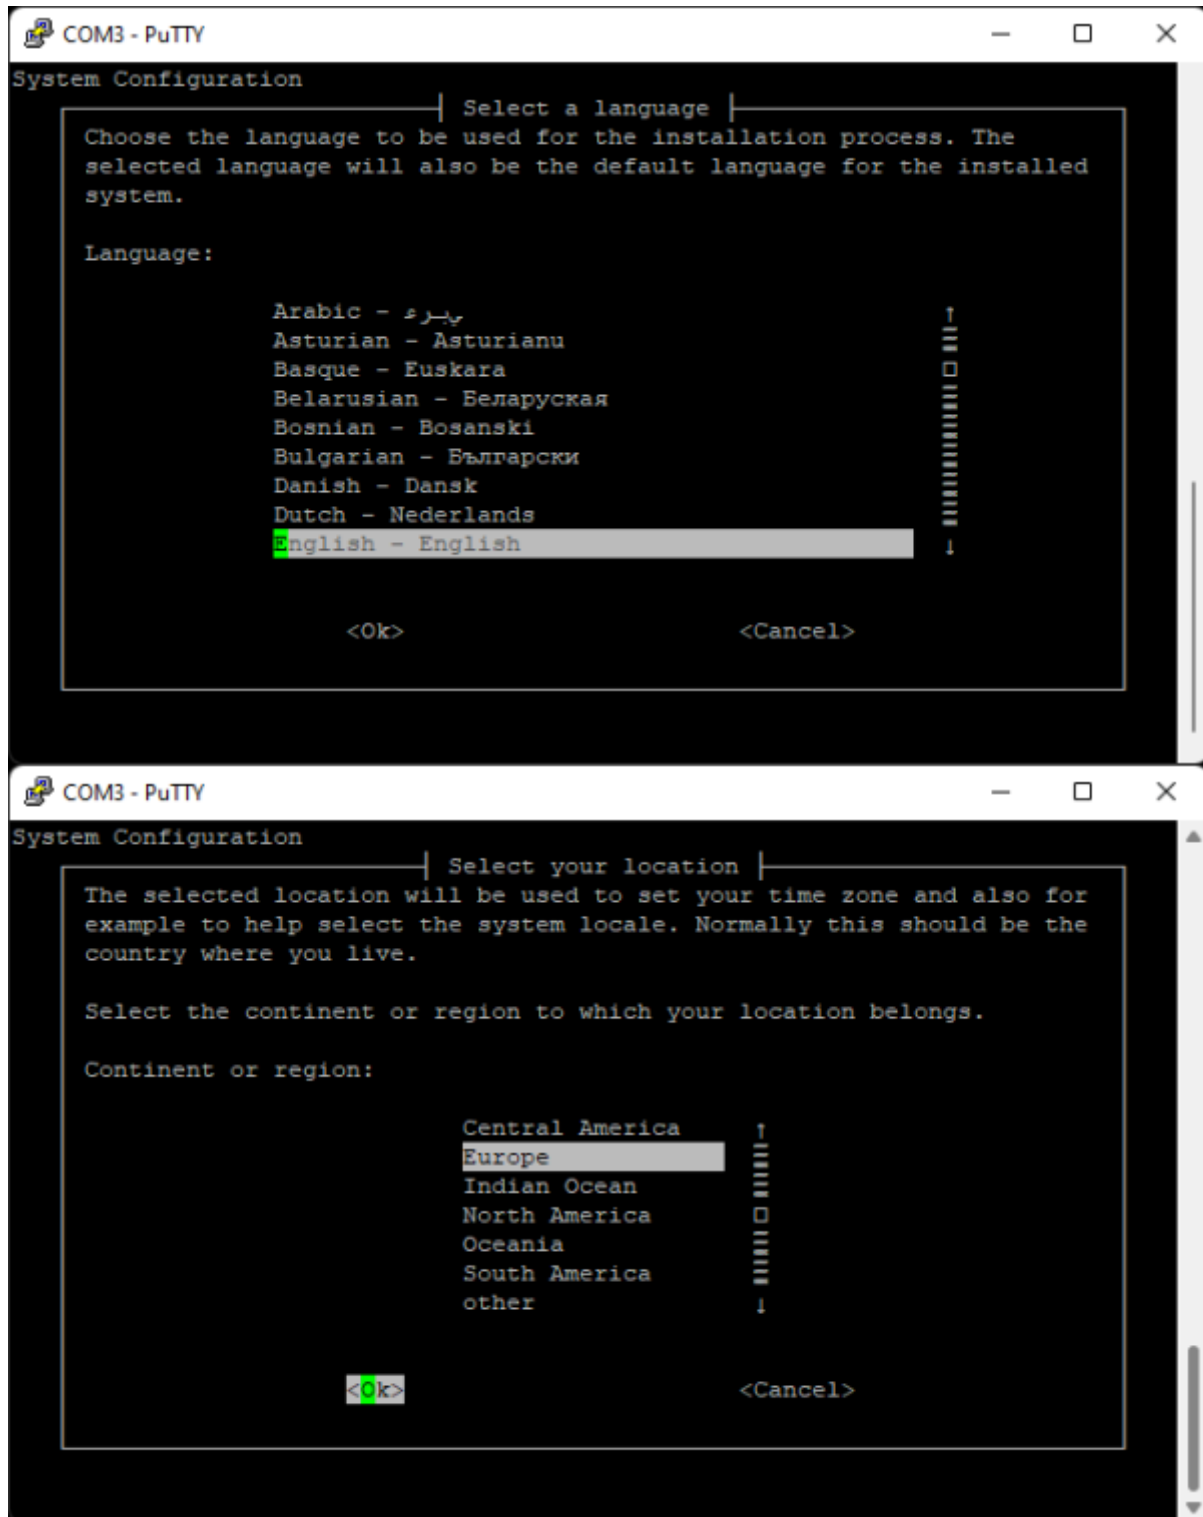 COM3 - PuTTY
System Configuration
Select a language
Choose the language to be used for the installation process. The
selected language will also be the default language for the installed
system.
Language:
Arabic - ﻲﺑﺮﻋ
Asturian - Asturianu
Basque - Euskara
Belarusian - Беларуская
Bosnian - Bosanski
Bulgarian - Български
Danish - Dansk
Dutch - Nederlands
English - English
<Ok> <Cancel>
COM3 - PuTTY
System Configuration
Select your location
The selected location will be used to set your time zone and also for
example to help select the system locale. Normally this should be the
country where you live.
Select the continent or region to which your location belongs.
Continent or region:
Central America
Europe
Indian Ocean
North America
Oceania
South America
other
<Ok> <Cancel>